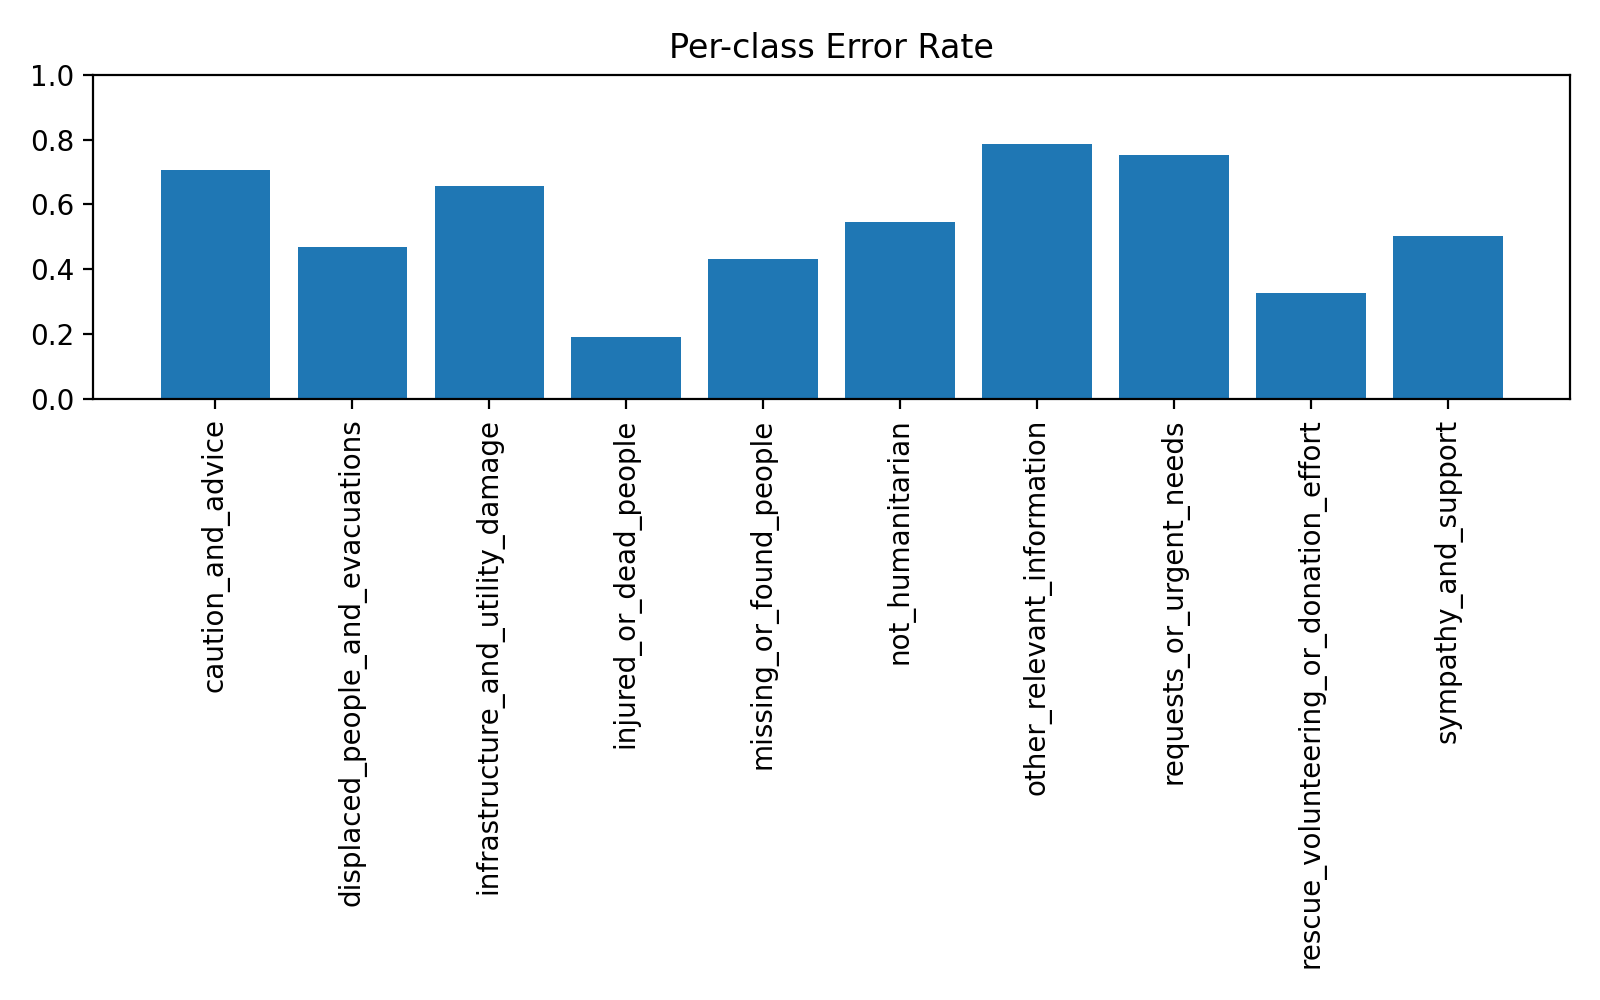 Per-class Error Rate
1.0
0.8
0.6
0.4
0.2
0.0
caution_and_advice
displaced_people_and_evacuations
infrastructure_and_utility_damage
injured_or_dead_people
missing_or_found_people
not_humanitarian
other_relevant_information
requests_or_urgent_needs
rescue_volunteering_or_donation_effort
sympathy_and_support